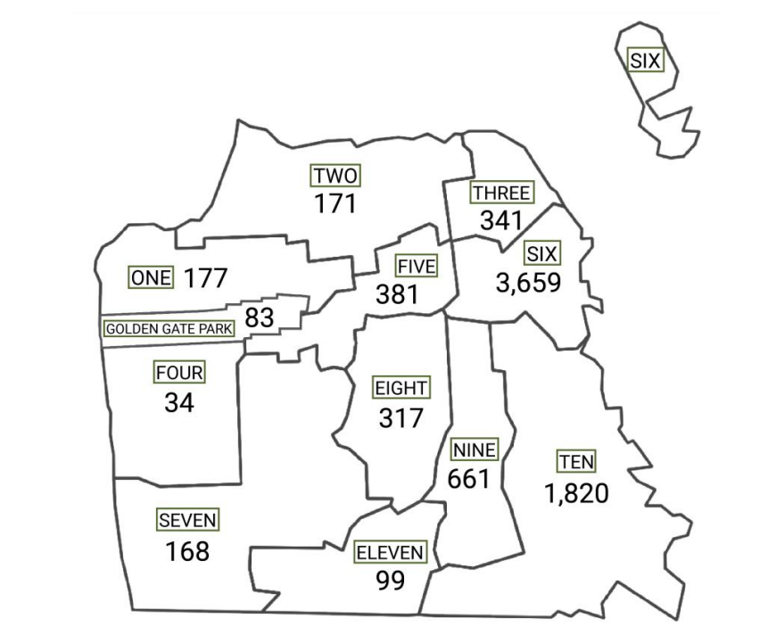 SIX
TWO
171
THREE
341
SIX
3,659
ONE 177
FIVE
381
GOLDEN GATE PARK 83
FOUR
34
EIGHT
317
NINE
661
TEN
1,820
SEVEN
168
ELEVEN
99